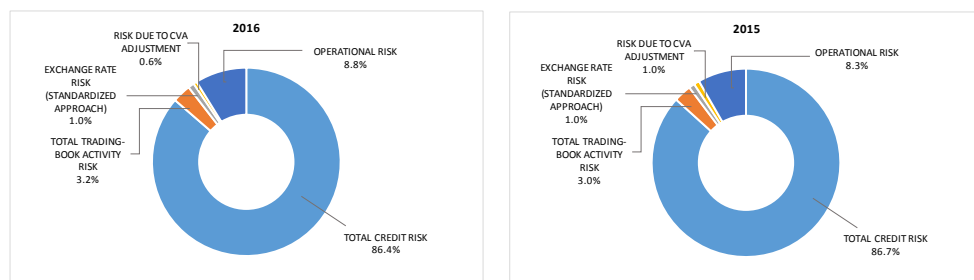 2016
RISK DUE TO CVA
ADJUSTMENT
0.6%
OPERATIONAL RISK
8.8%
EXCHANGE RATE
RISK
(STANDARDIZED
APPROACH)
1.0%
TOTAL TRADING-
BOOK ACTIVITY
RISK
3.2%
TOTAL CREDIT RISK
86.4%
2015
RISK DUE TO CVA
ADJUSTMENT
1.0%
OPERATIONAL RISK
8.3%
EXCHANGE RATE
RISK
(STANDARDIZED
APPROACH)
1.0%
TOTAL TRADING-
BOOK ACTIVITY
RISK
3.0%
TOTAL CREDIT RISK
86.7%